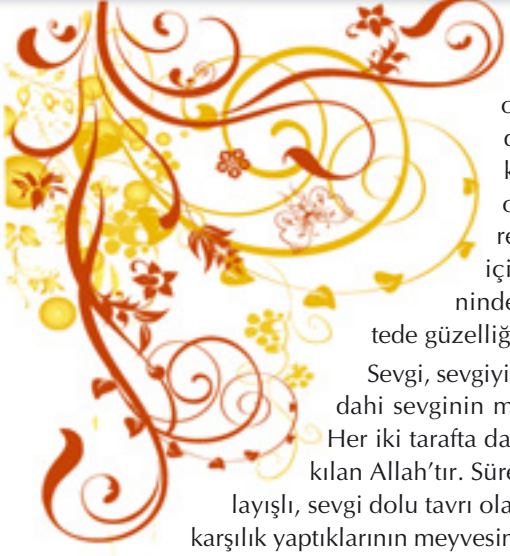 re
içi
ninde
tede güzelliğ
Sevgi, sevgiyi
dahi sevginin m
Her iki tarafta da
kılan Allah’tır. Süre
layışlı, sevgi dolu tavrı ola
karşılık yaptıklarının meyvesin